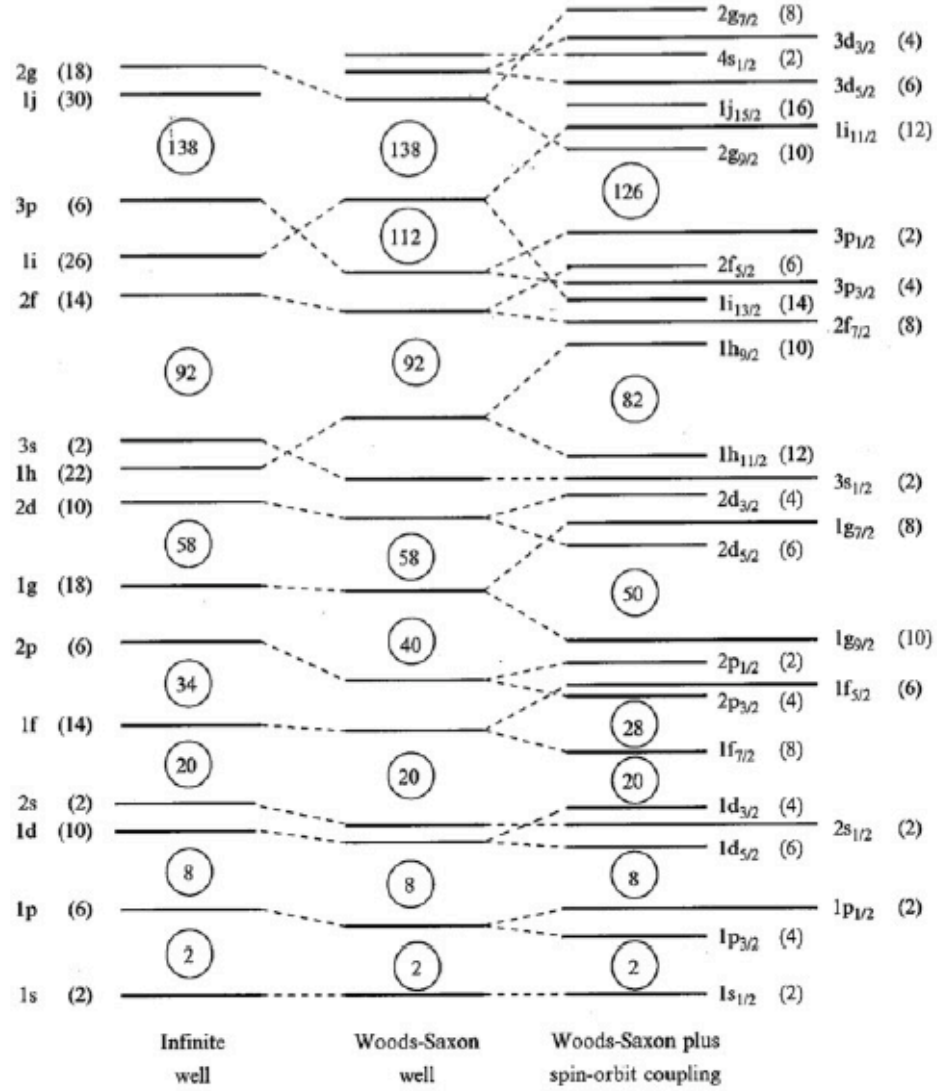 2g7/2 (8)
3d3/2 (4)
4s1/2 (2)
2g (18)
3d5/2 (6)
1j (30)
1j15/2 (16)
1i11/2 (12)
138
138
2g9/2 (10)
126
3p (6)
112
3p1/2 (2)
1i (26)
2f5/2 (6)
3p3/2 (4)
2f (14)
1i13/2 (14)
2f7/2 (8)
1h9/2 (10)
92
92
82
3s (2)
1h11/2 (12)
1h (22)
3s1/2 (2)
2d (10)
2d3/2 (4)
1g7/2 (8)
58
58
2d5/2 (6)
1g (18)
50
2p (6)
40
1g9/2 (10)
2p1/2 (2)
34
1f5/2 (6)
2p3/2 (4)
1f (14)
28
1f7/2 (8)
20
20
20
2s (2)
1d3/2 (4)
1d (10)
2s1/2 (2)
1d5/2 (6)
8
8
8
1p (6)
1p1/2 (2)
1p3/2 (4)
2
2
2
1s (2)
1s1/2 (2)
Infinite
well
Woods-Saxon
well
Woods-Saxon plus
spin-orbit coupling